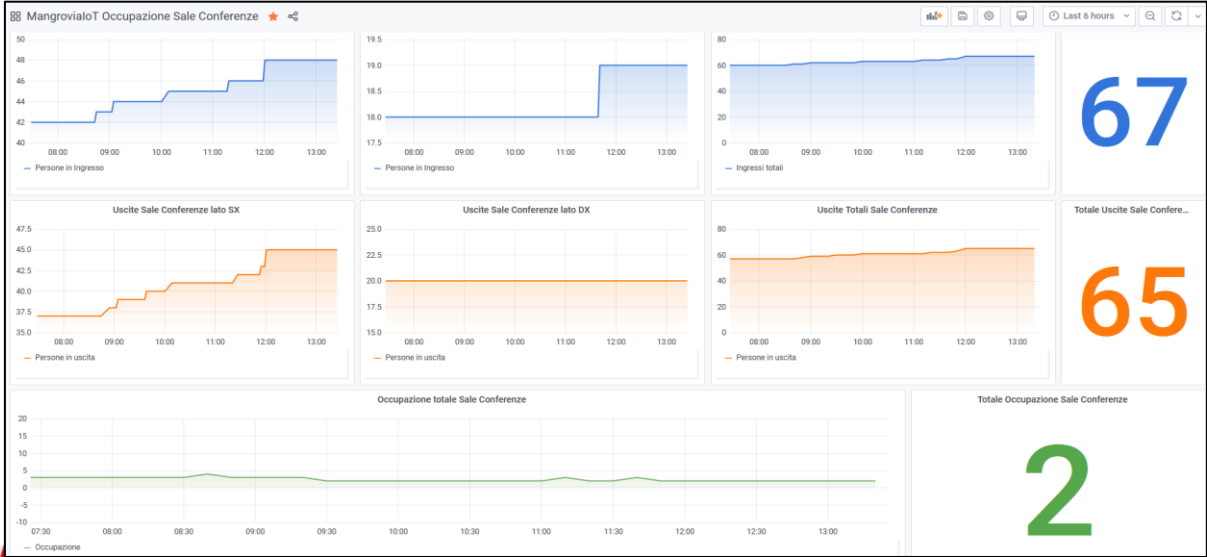 MangroviaIoT Occupazione Sale Conferenze
Last 6 hours
50
48
46
44
42
40
08:00 09:00 10:00 11:00 12:00 13:00
Persone in Ingresso
19.5
19.0
18.5
18.0
17.5
08:00 09:00 10:00 11:00 12:00 13:00
Persone in Ingresso
80
60
40
20
0
08:00 09:00 10:00 11:00 12:00 13:00
Ingressi totali
67
Uscite Sale Conferenze lato SX
47.5
45.0
42.5
40.0
37.5
35.0
08:00 09:00 10:00 11:00 12:00 13:00
Persone in uscita
Uscite Sale Conferenze lato DX
25.0
22.5
20.0
17.5
15.0
08:00 09:00 10:00 11:00 12:00 13:00
Persone in uscita
Uscite Totali Sale Conferenze
80
60
40
20
0
08:00 09:00 10:00 11:00 12:00 13:00
Persone in uscita
Totale Uscite Sale Confere...
65
Occupazione totale Sale Conferenze
20
15
10
5
0
-5
-10
07:30 08:00 08:30 09:00 09:30 10:00 10:30 11:00 11:30 12:00 12:30 13:00
Occupazione
Totale Occupazione Sale Conferenze
2